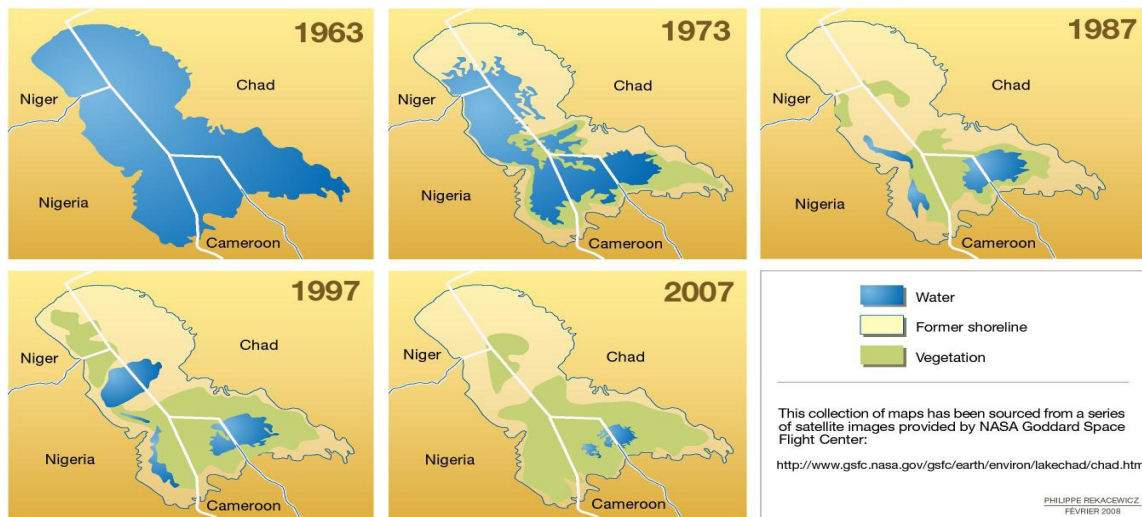 1963
Niger
Chad
Nigeria
Cameroon
1973
Niger
Chad
Nigeria
Cameroon
1987
Niger
Chad
Nigeria
Cameroon
1997
Niger
Chad
Nigeria
Cameroon
2007
Niger
Chad
Nigeria
Cameroon
Water
Former shoreline
Vegetation
This collection of maps has been sourced from a series
of satellite images provided by NASA Goddard Space
Flight Center:
http://www.gsfc.nasa.gov/gsfc/earth/environ/lakechad/chad.htm
PHILIPPE REKACEWICZ
FÉVRIER 2008